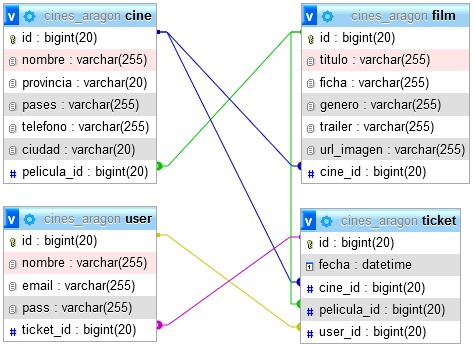 v cines_aragon cine
id : bigint(20)
nombre : varchar(255)
provincia : varchar(20)
pases : varchar(255)
telefono : varchar(255)
ciudad : varchar(20)
# pelicula_id : bigint(20)
v cines_aragon film
id : bigint(20)
titulo : varchar(255)
ficha : varchar(255)
genero : varchar(255)
trailer : varchar(255)
url_imagen : varchar(255)
# cine_id : bigint(20)
v cines_aragon user
id : bigint(20)
nombre : varchar(255)
email : varchar(255)
pass : varchar(255)
# ticket_id : bigint(20)
v cines_aragon ticket
id : bigint(20)
fecha : datetime
# cine_id : bigint(20)
# pelicula_id : bigint(20)
# user_id : bigint(20)